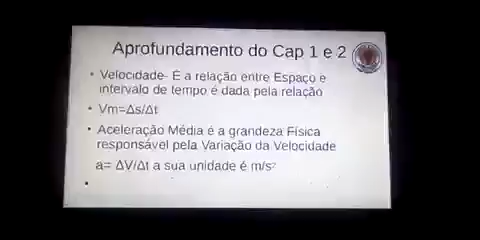 Aprofundamento do Cap 1 e 2
• Velocidade- É a relação entre Espaço e
intervalo de tempo é dada pela relação
• Vm=Δs/Δt
• Aceleração Média é a grandeza Física
responsável pela Variação da Velocidade
a= ΔV/Δt a sua unidade é m/s²